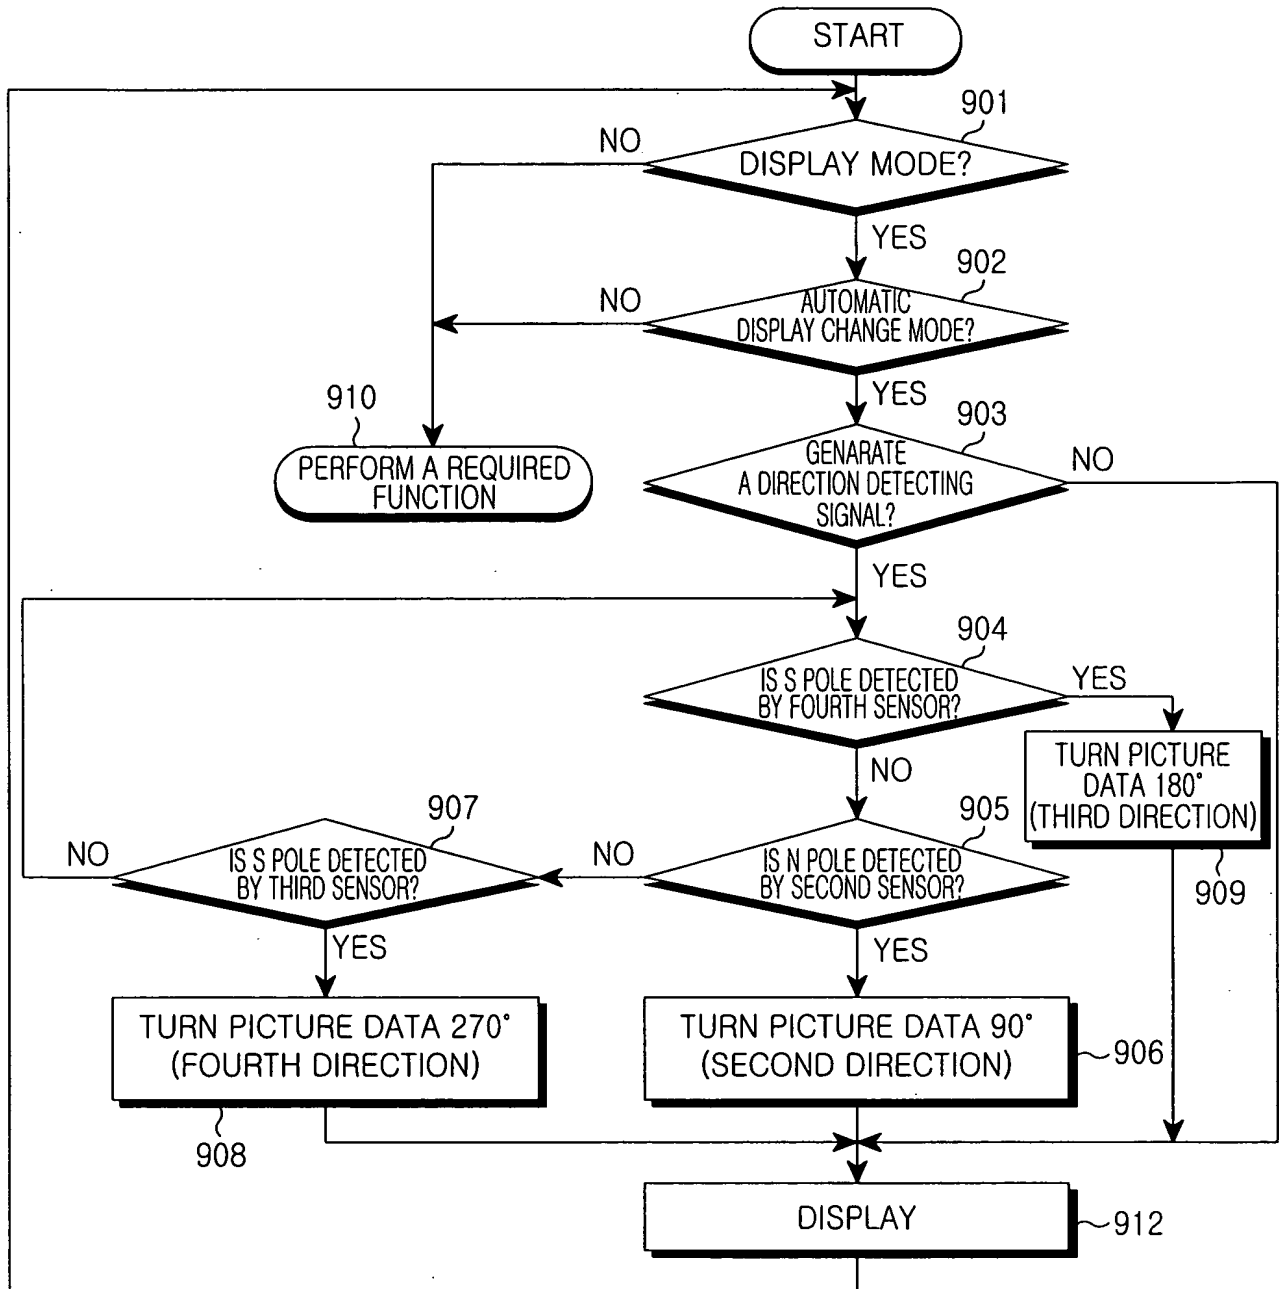 START
901
NO
DISPLAY MODE?
YES
902
NO
AUTOMATIC
DISPLAY CHANGE MODE?
YES
910
903
PERFORM A REQUIRED
FUNCTION
GENARATE
A DIRECTION DETECTING
SIGNAL?
NO
YES
904
IS S POLE DETECTED
BY FOURTH SENSOR?
YES
NO
TURN PICTURE
DATA 180°
(THIRD DIRECTION)
909
907
905
NO
IS S POLE DETECTED
BY THIRD SENSOR?
NO
IS N POLE DETECTED
BY SECOND SENSOR?
YES
YES
TURN PICTURE DATA 270°
(FOURTH DIRECTION)
908
TURN PICTURE DATA 90°
(SECOND DIRECTION)
906
DISPLAY
912